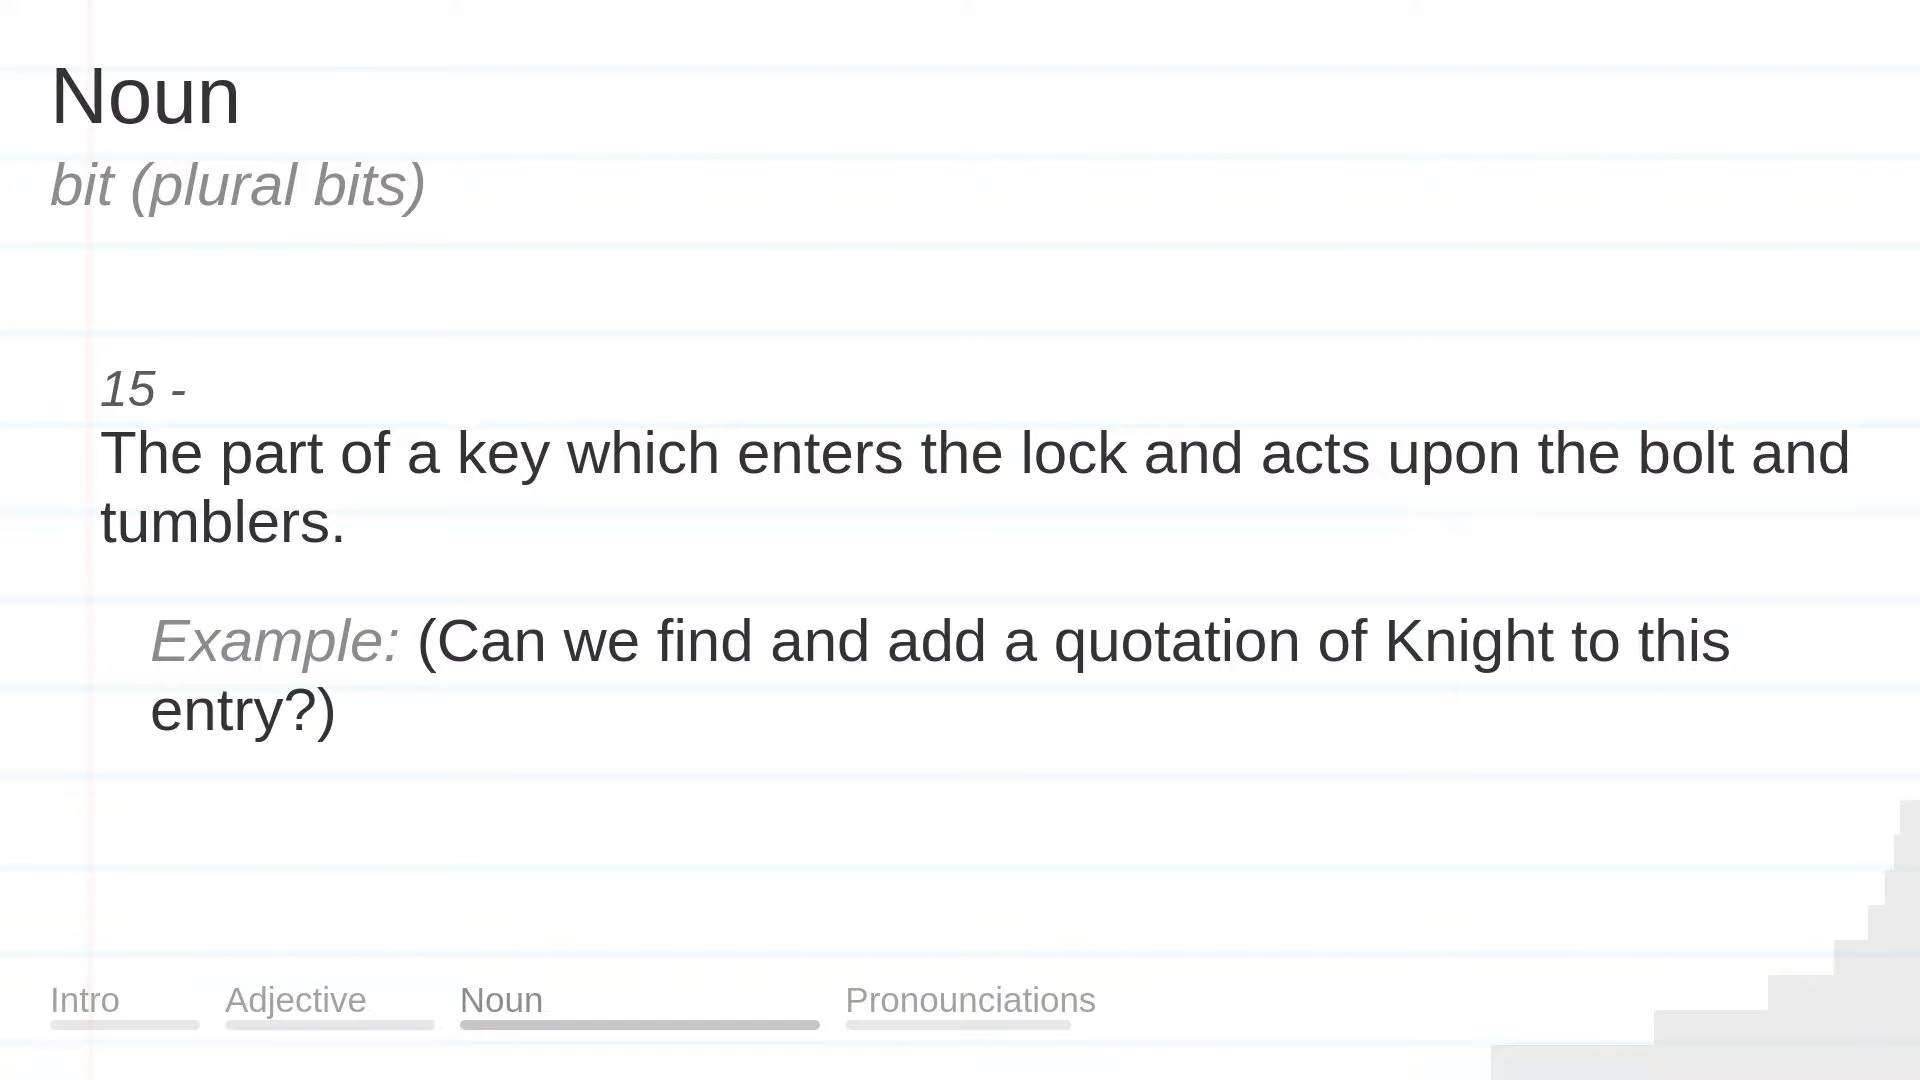 Noun
bit (plural bits)
15 -
The part of a key which enters the lock and acts upon the bolt and
tumblers.
Example: (Can we find and add a quotation of Knight to this
entry?)
Intro Adjective Noun Pronounciations